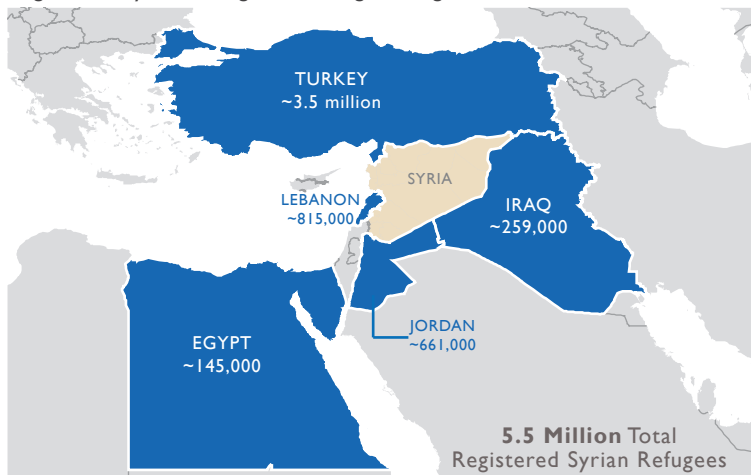 TURKEY
~3.5 million
SYRIA
LEBANON
~815,000
IRAQ
~259,000
EGYPT
~145,000
JORDAN
~661,000
5.5 Million Total
Registered Syrian Refugees